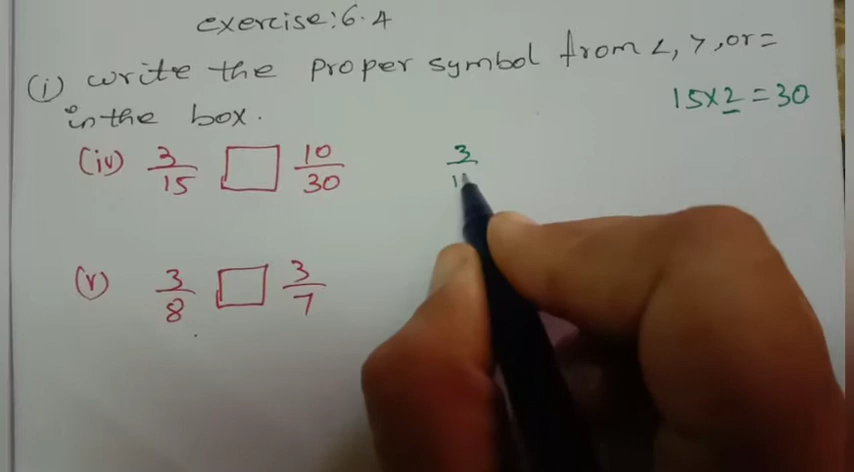 exercise:6.4
(i) write the proper symbol from <, >, or =
in the box.
15×2=30
(iv) 3/15 □ 10/30
3/1
(v) 3/8 □ 3/7